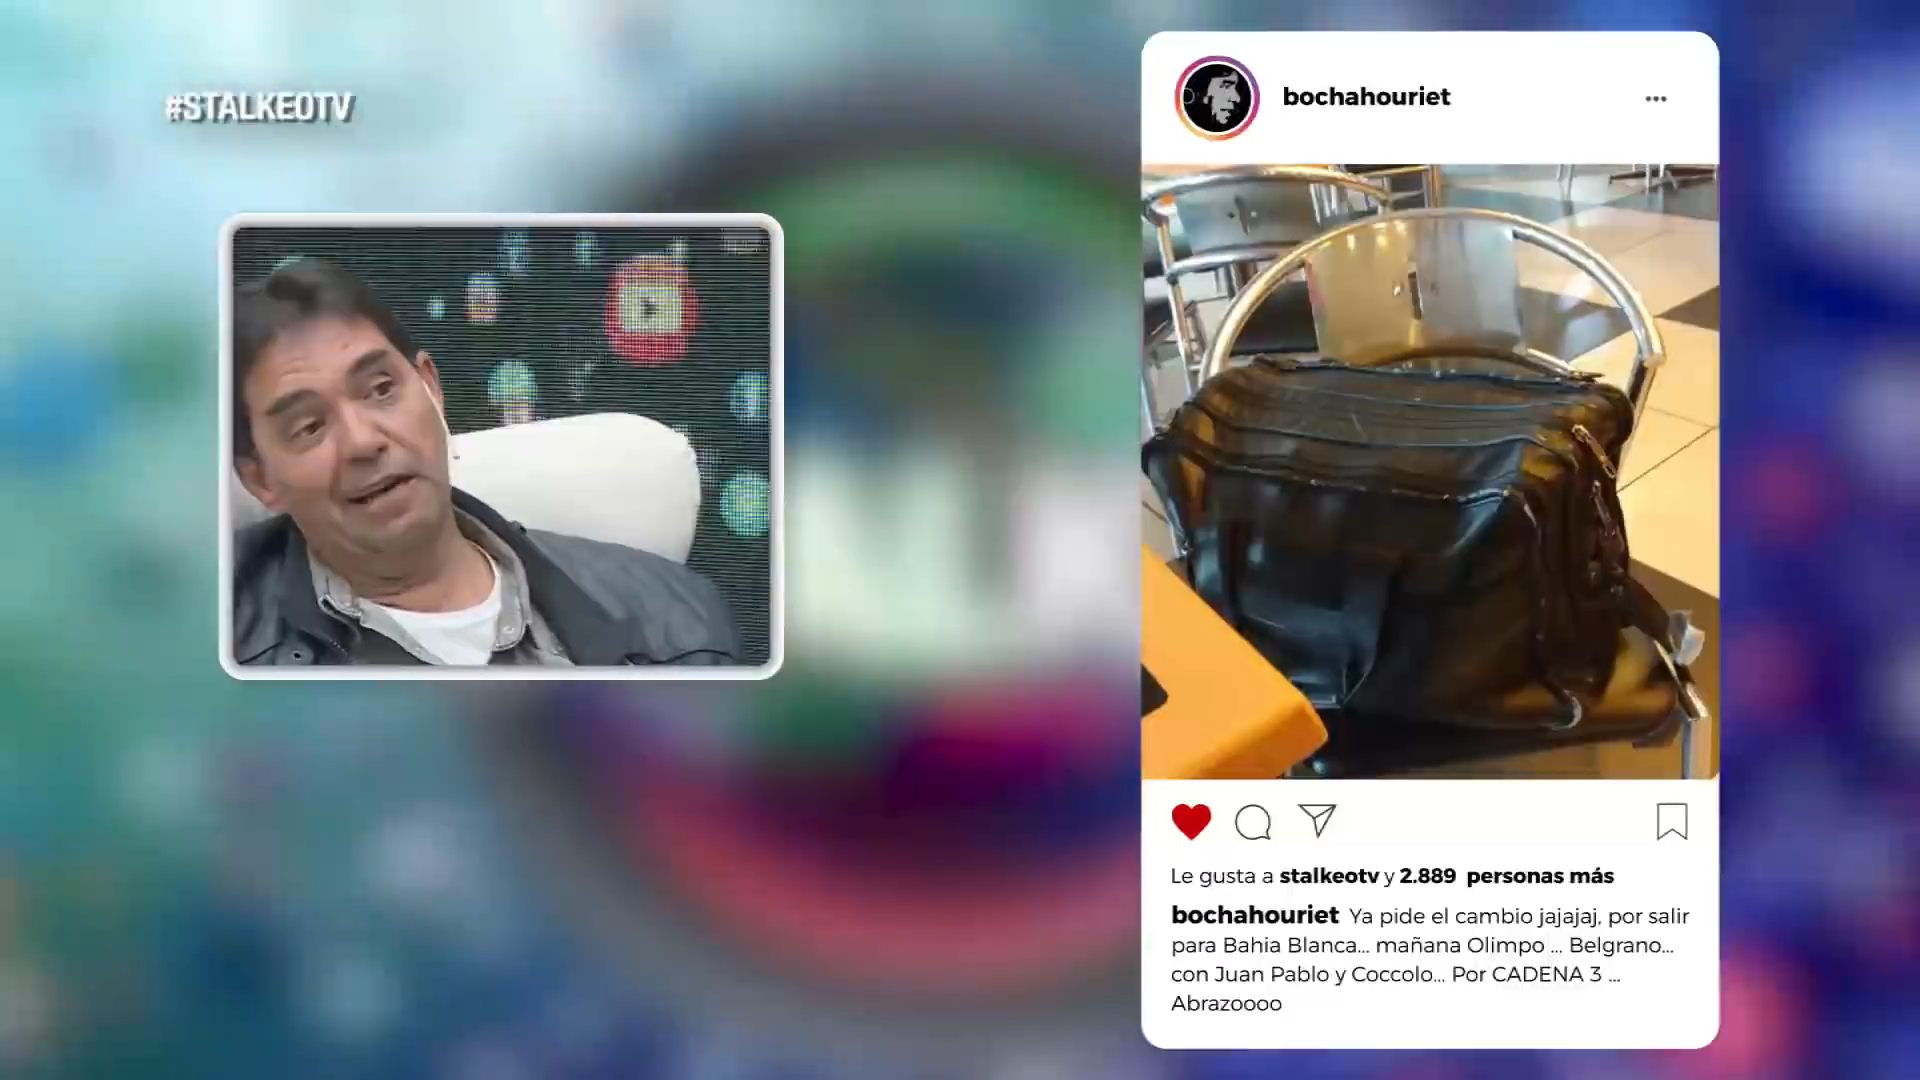 #STALKEOTV
bochahouriet
Le gusta a stalkeotv y 2.889 personas más
bochahouriet Ya pide el cambio jajajaj, por salir
para Bahia Blanca... mañana Olimpo ... Belgrano...
con Juan Pablo y Coccolo... Por CADENA 3 ...
Abrazoooo